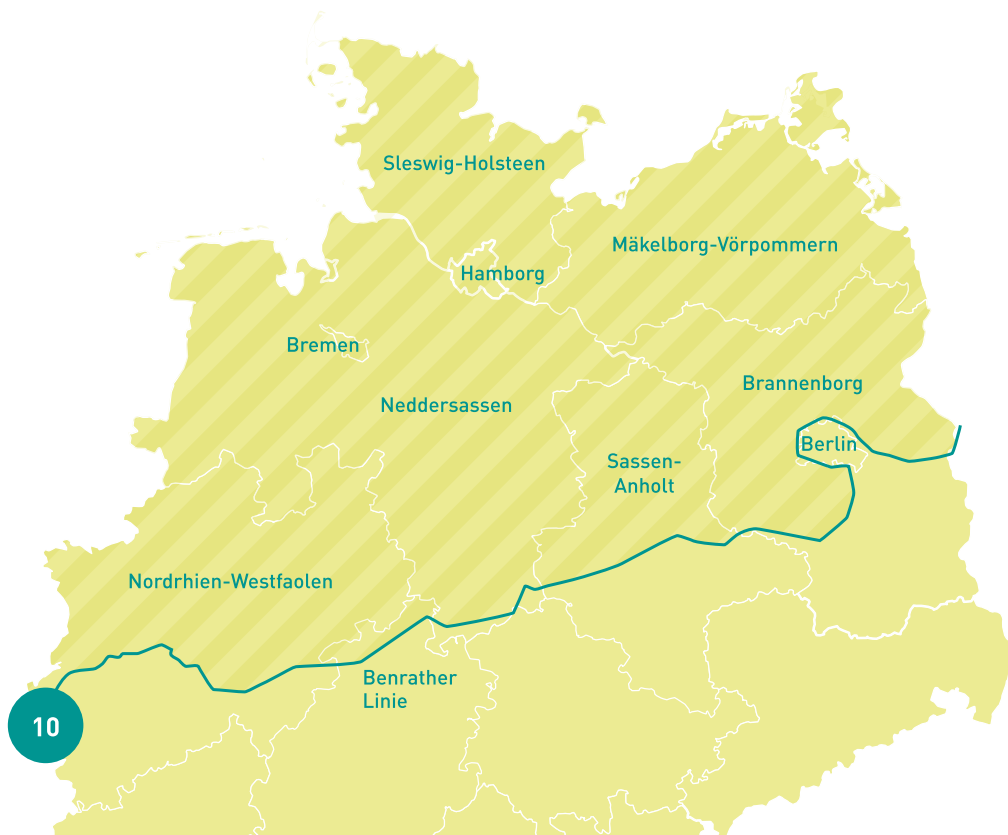 Sleswig-Holsteen
Mäkelborg-Vörpommern
Hamborg
Bremen
Brannenborg
Neddersassen
Berlin
Sassen-
Anholt
Nordrhien-Westfaolen
Benrather
Linie
10